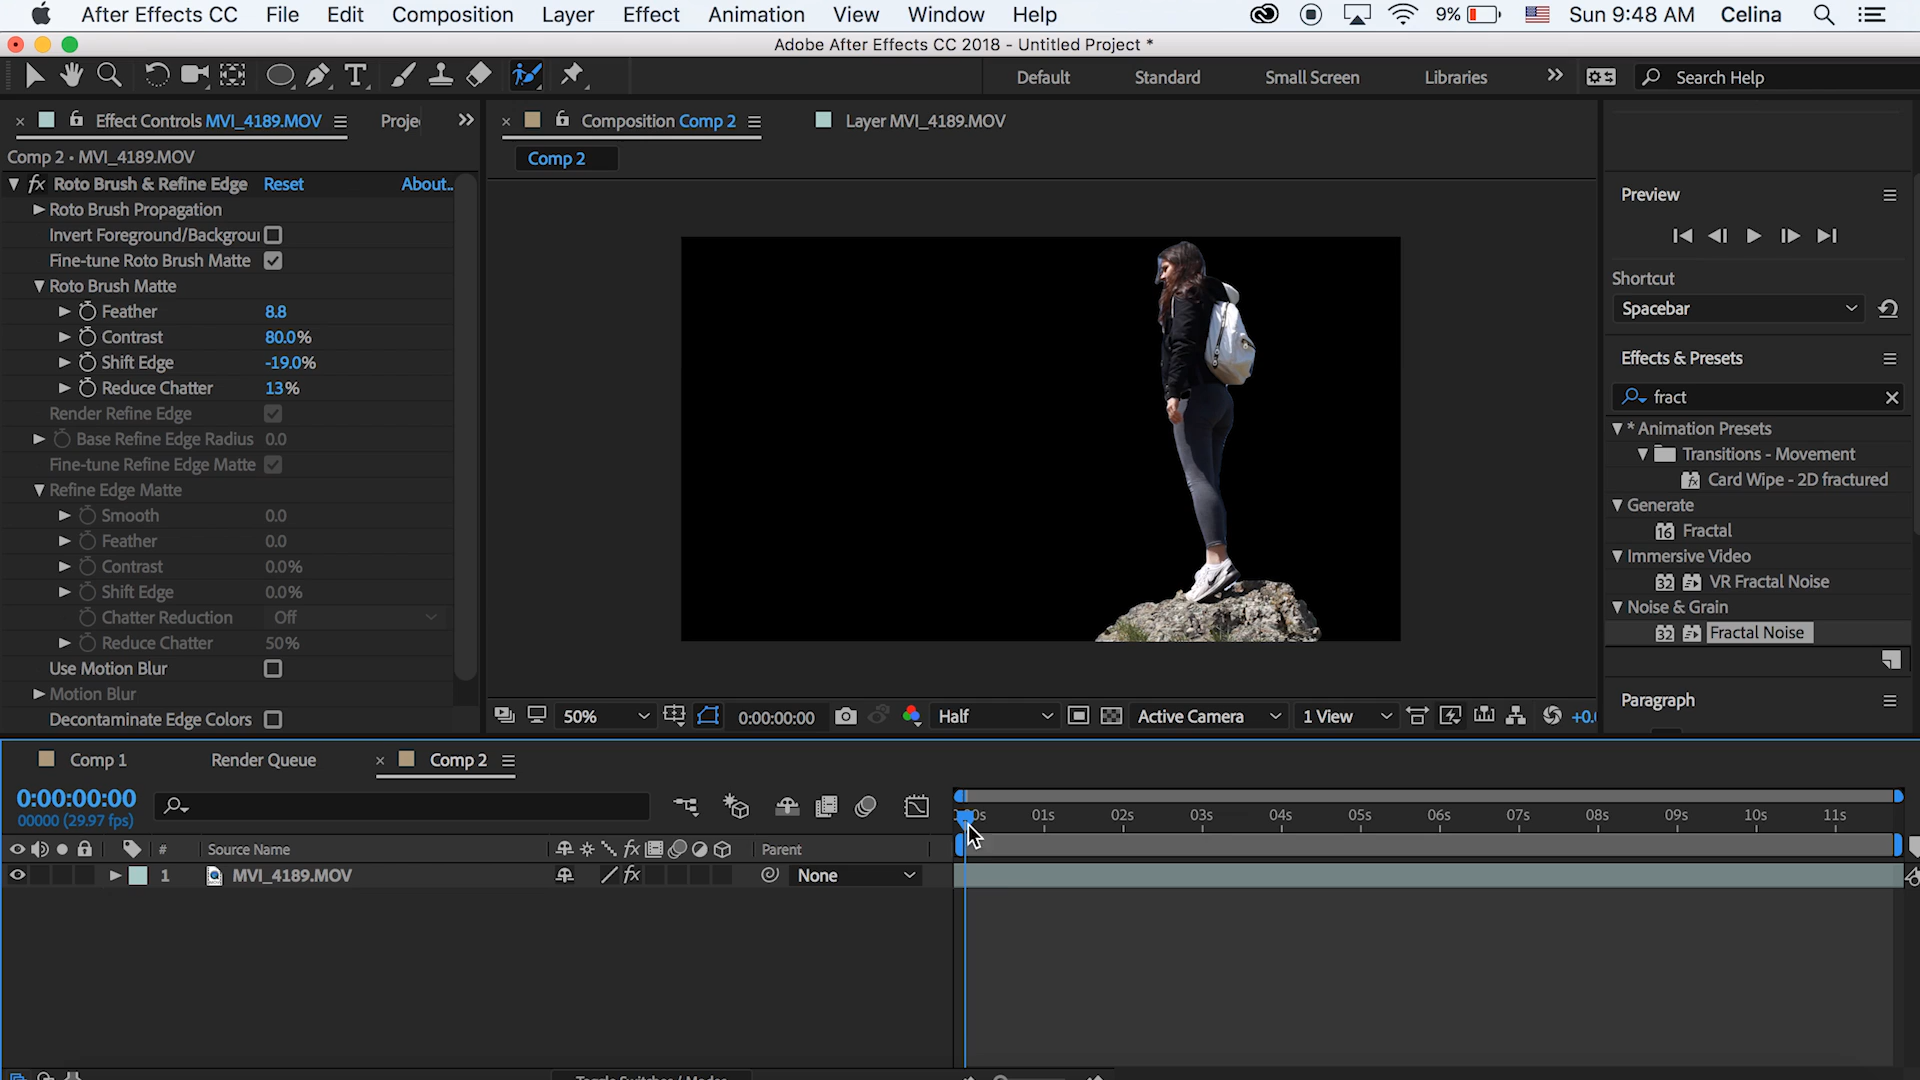 After Effects CC File Edit Composition Layer Effect Animation View Window Help 9% Sun 9:48 AM Celina
Adobe After Effects CC 2018 - Untitled Project *
Default Standard Small Screen Libraries Search Help
Effect Controls MVI_4189.MOV
Composition Comp 2 Layer MVI_4189.MOV
Comp 2 • MVI_4189.MOV
Comp 2
Roto Brush & Refine Edge Reset About..
Roto Brush Propagation
Fine-tune Roto Brush Matte
Roto Brush Matte
Feather 8.8
Contrast 80.0%
Shift Edge -19.0%
Reduce Chatter 13%
Render Refine Edge
Base Refine Edge Radius 0.0
Fine-tune Refine Edge Matte
Refine Edge Matte
Smooth 0.0
Feather 0.0
Contrast 0.0%
Shift Edge 0.0%
Chatter Reduction Off
Reduce Chatter 50%
Use Motion Blur
Motion Blur
Decontaminate Edge Colors
50% 0:00:00:00 Half Active Camera 1 View
Preview
Shortcut
Spacebar
Effects & Presets
fract
* Animation Presets
Transitions - Movement
Card Wipe - 2D fractured
Generate
16 Fractal
Immersive Video
32 VR Fractal Noise
Noise & Grain
32 Fractal Noise
Paragraph
Comp 1 Render Queue Comp 2
0:00:00:00
00000 (29.97 fps)
01s 02s 03s 04s 05s 06s 07s 08s 09s 10s 11s
# Source Name Parent
1 MVI_4189.MOV None